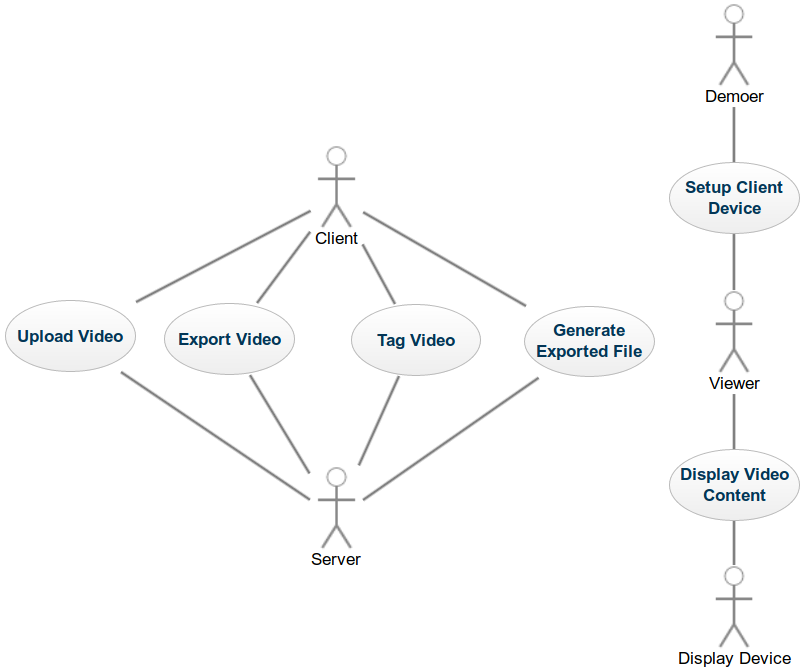 Demoer
Setup Client
Device
Client
Upload Video
Export Video
Tag Video
Generate
Exported File
Viewer
Display Video
Content
Server
Display Device